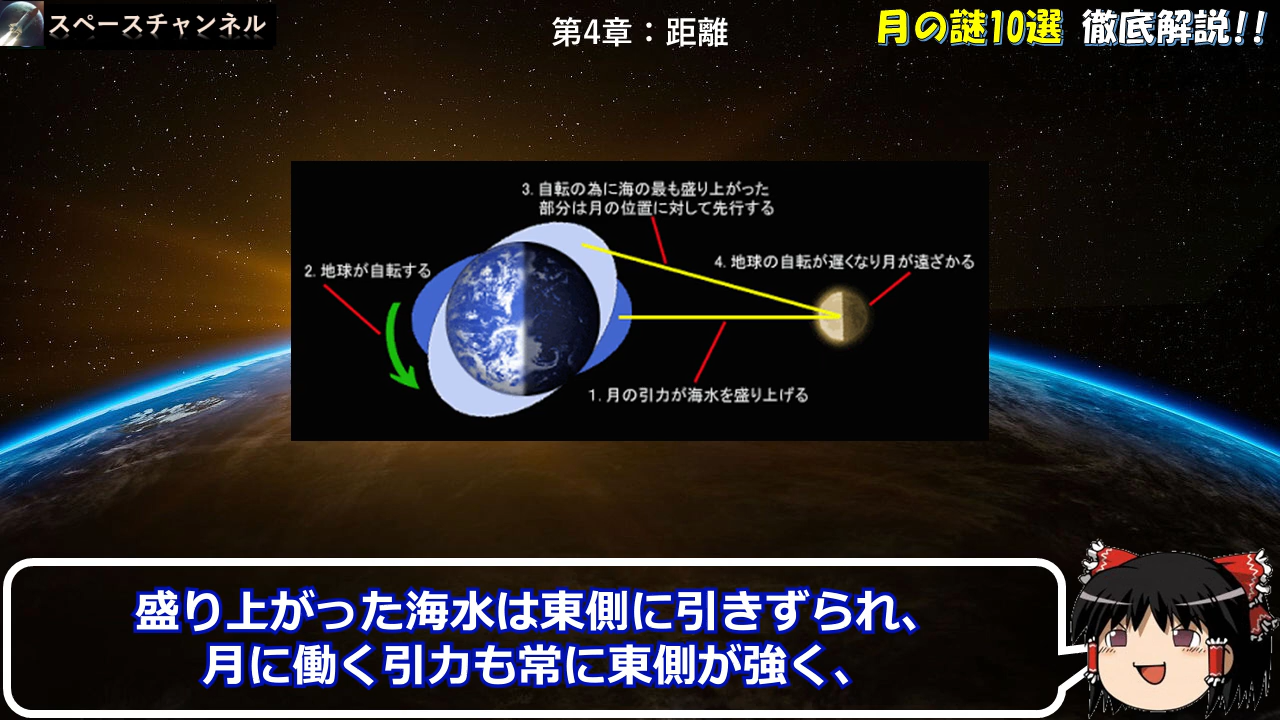 スペースチャンネル
第4章：距離
月の謎10選 徹底解説!!
3. 自転の為に海の最も盛り上がった
部分は月の位置に対して先行する
2. 地球が自転する
4. 地球の自転が遅くなり月が遠ざかる
1. 月の引力が海水を盛り上げる
盛り上がった海水は東側に引きずられ、
月に働く引力も常に東側が強く、